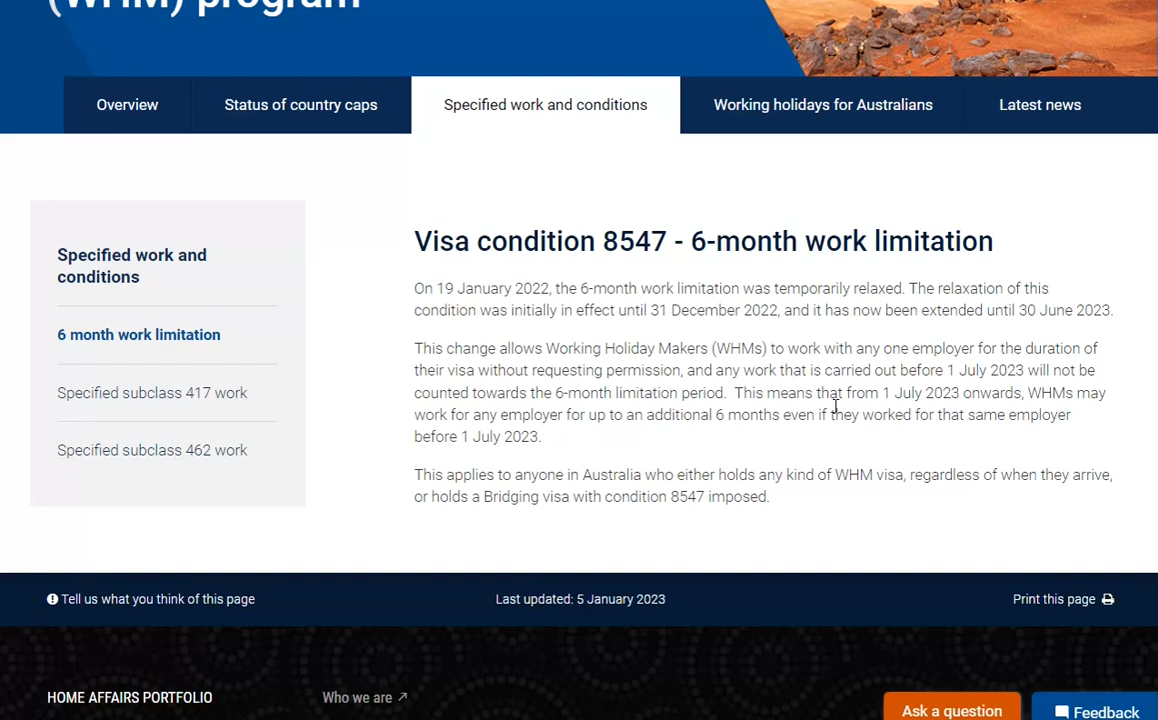 (WHM) program
Overview
Status of country caps
Specified work and conditions
Working holidays for Australians
Latest news
Specified work and
conditions
6 month work limitation
Specified subclass 417 work
Specified subclass 462 work
Visa condition 8547 - 6-month work limitation
On 19 January 2022, the 6-month work limitation was temporarily relaxed. The relaxation of this
condition was initially in effect until 31 December 2022, and it has now been extended until 30 June 2023.
This change allows Working Holiday Makers (WHMs) to work with any one employer for the duration of
their visa without requesting permission, and any work that is carried out before 1 July 2023 will not be
counted towards the 6-month limitation period.  This means that from 1 July 2023 onwards, WHMs may
work for any employer for up to an additional 6 months even if they worked for that same employer
before 1 July 2023.
This applies to anyone in Australia who either holds any kind of WHM visa, regardless of when they arrive,
or holds a Bridging visa with condition 8547 imposed.
Tell us what you think of this page
Last updated: 5 January 2023
Print this page
HOME AFFAIRS PORTFOLIO
Who we are
Ask a question
Feedback